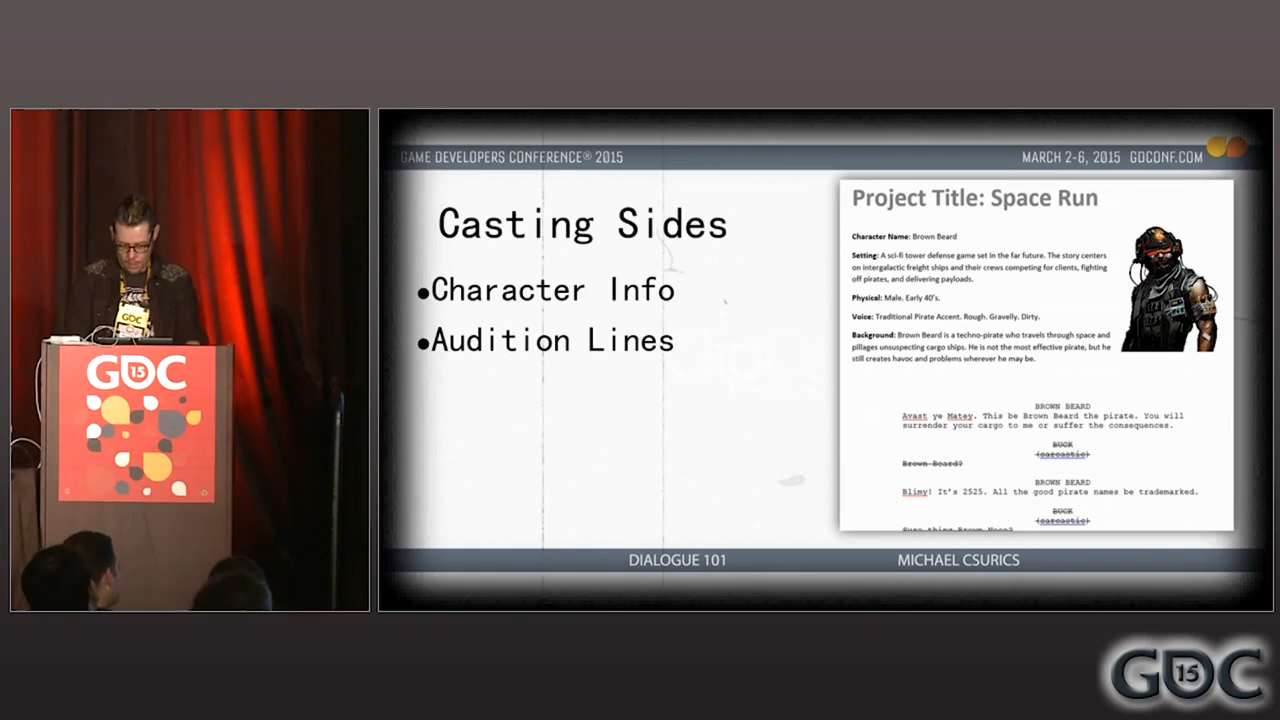 GAME DEVELOPERS CONFERENCE® 2015
MARCH 2-6, 2015 GDCONF.COM
Casting Sides
•Character Info
•Audition Lines
Project Title: Space Run
Character Name: Brown Beard
Setting: A sci-fi tower defense game set in the far future. The story centers
on intergalactic freight ships and their crews competing for clients, fighting
off pirates, and delivering payloads.
Physical: Male. Early 40's.
Voice: Traditional Pirate Accent. Rough. Gravelly. Dirty.
Background: Brown Beard is a techno-pirate who travels through space and
pillages unsuspecting cargo ships. He is not the most effective pirate, but he
still creates havoc and problems wherever he may be.
BROWN BEARD
Avast ye Matey. This be Brown Beard the pirate. You will
surrender your cargo to me or suffer the consequences.
BUCK
(sarcastic)
Brown Beard?
BROWN BEARD
Blimy! It's 2525. All the good pirate names be trademarked.
BUCK
(sarcastic)
Sure thing Brown Nose?
DIALOGUE 101
MICHAEL CSURICS
GDC
GDC 15
GDC 15